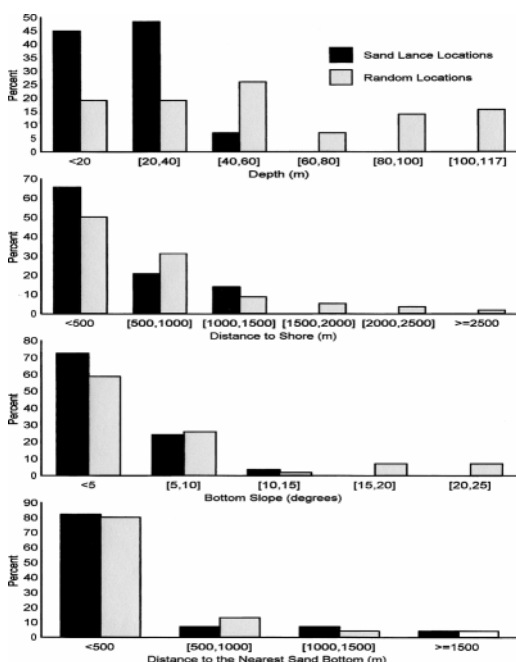 50
45
40
35
30
25
20
15
10
5
0
Percent
Sand Lance Locations
Random Locations
<20 [20,40] [40,60] [60,80] [80,100] [100,117]
Depth (m)
70
60
50
40
30
20
10
0
Percent
<500 [500,1000] [1000,1500] [1500,2000] [2000,2500] >=2500
Distance to Shore (m)
80
70
60
50
40
30
20
10
0
Percent
<5 [5,10] [10,15] [15,20] [20,25]
Bottom Slope (degrees)
90
80
70
60
50
40
30
20
10
0
Percent
<500 [500,1000] [1000,1500] >=1500
Distance to the Nearest Sand Bottom (m)